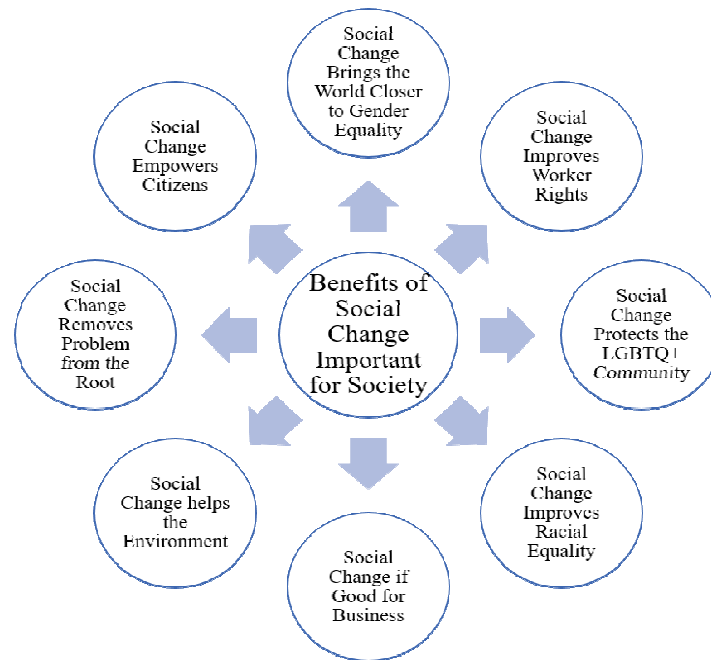 Social
Change
Brings the
World Closer
to Gender
Equality
Social
Change
Improves
Worker
Rights
Social
Change
Protects the
LGBTQ+
Community
Social
Change
Improves
Racial
Equality
Social
Change if
Good for
Business
Social
Change helps
the
Environment
Social
Change
Removes
Problem
from the
Root
Social
Change
Empowers
Citizens
Benefits of
Social
Change
Important
for Society